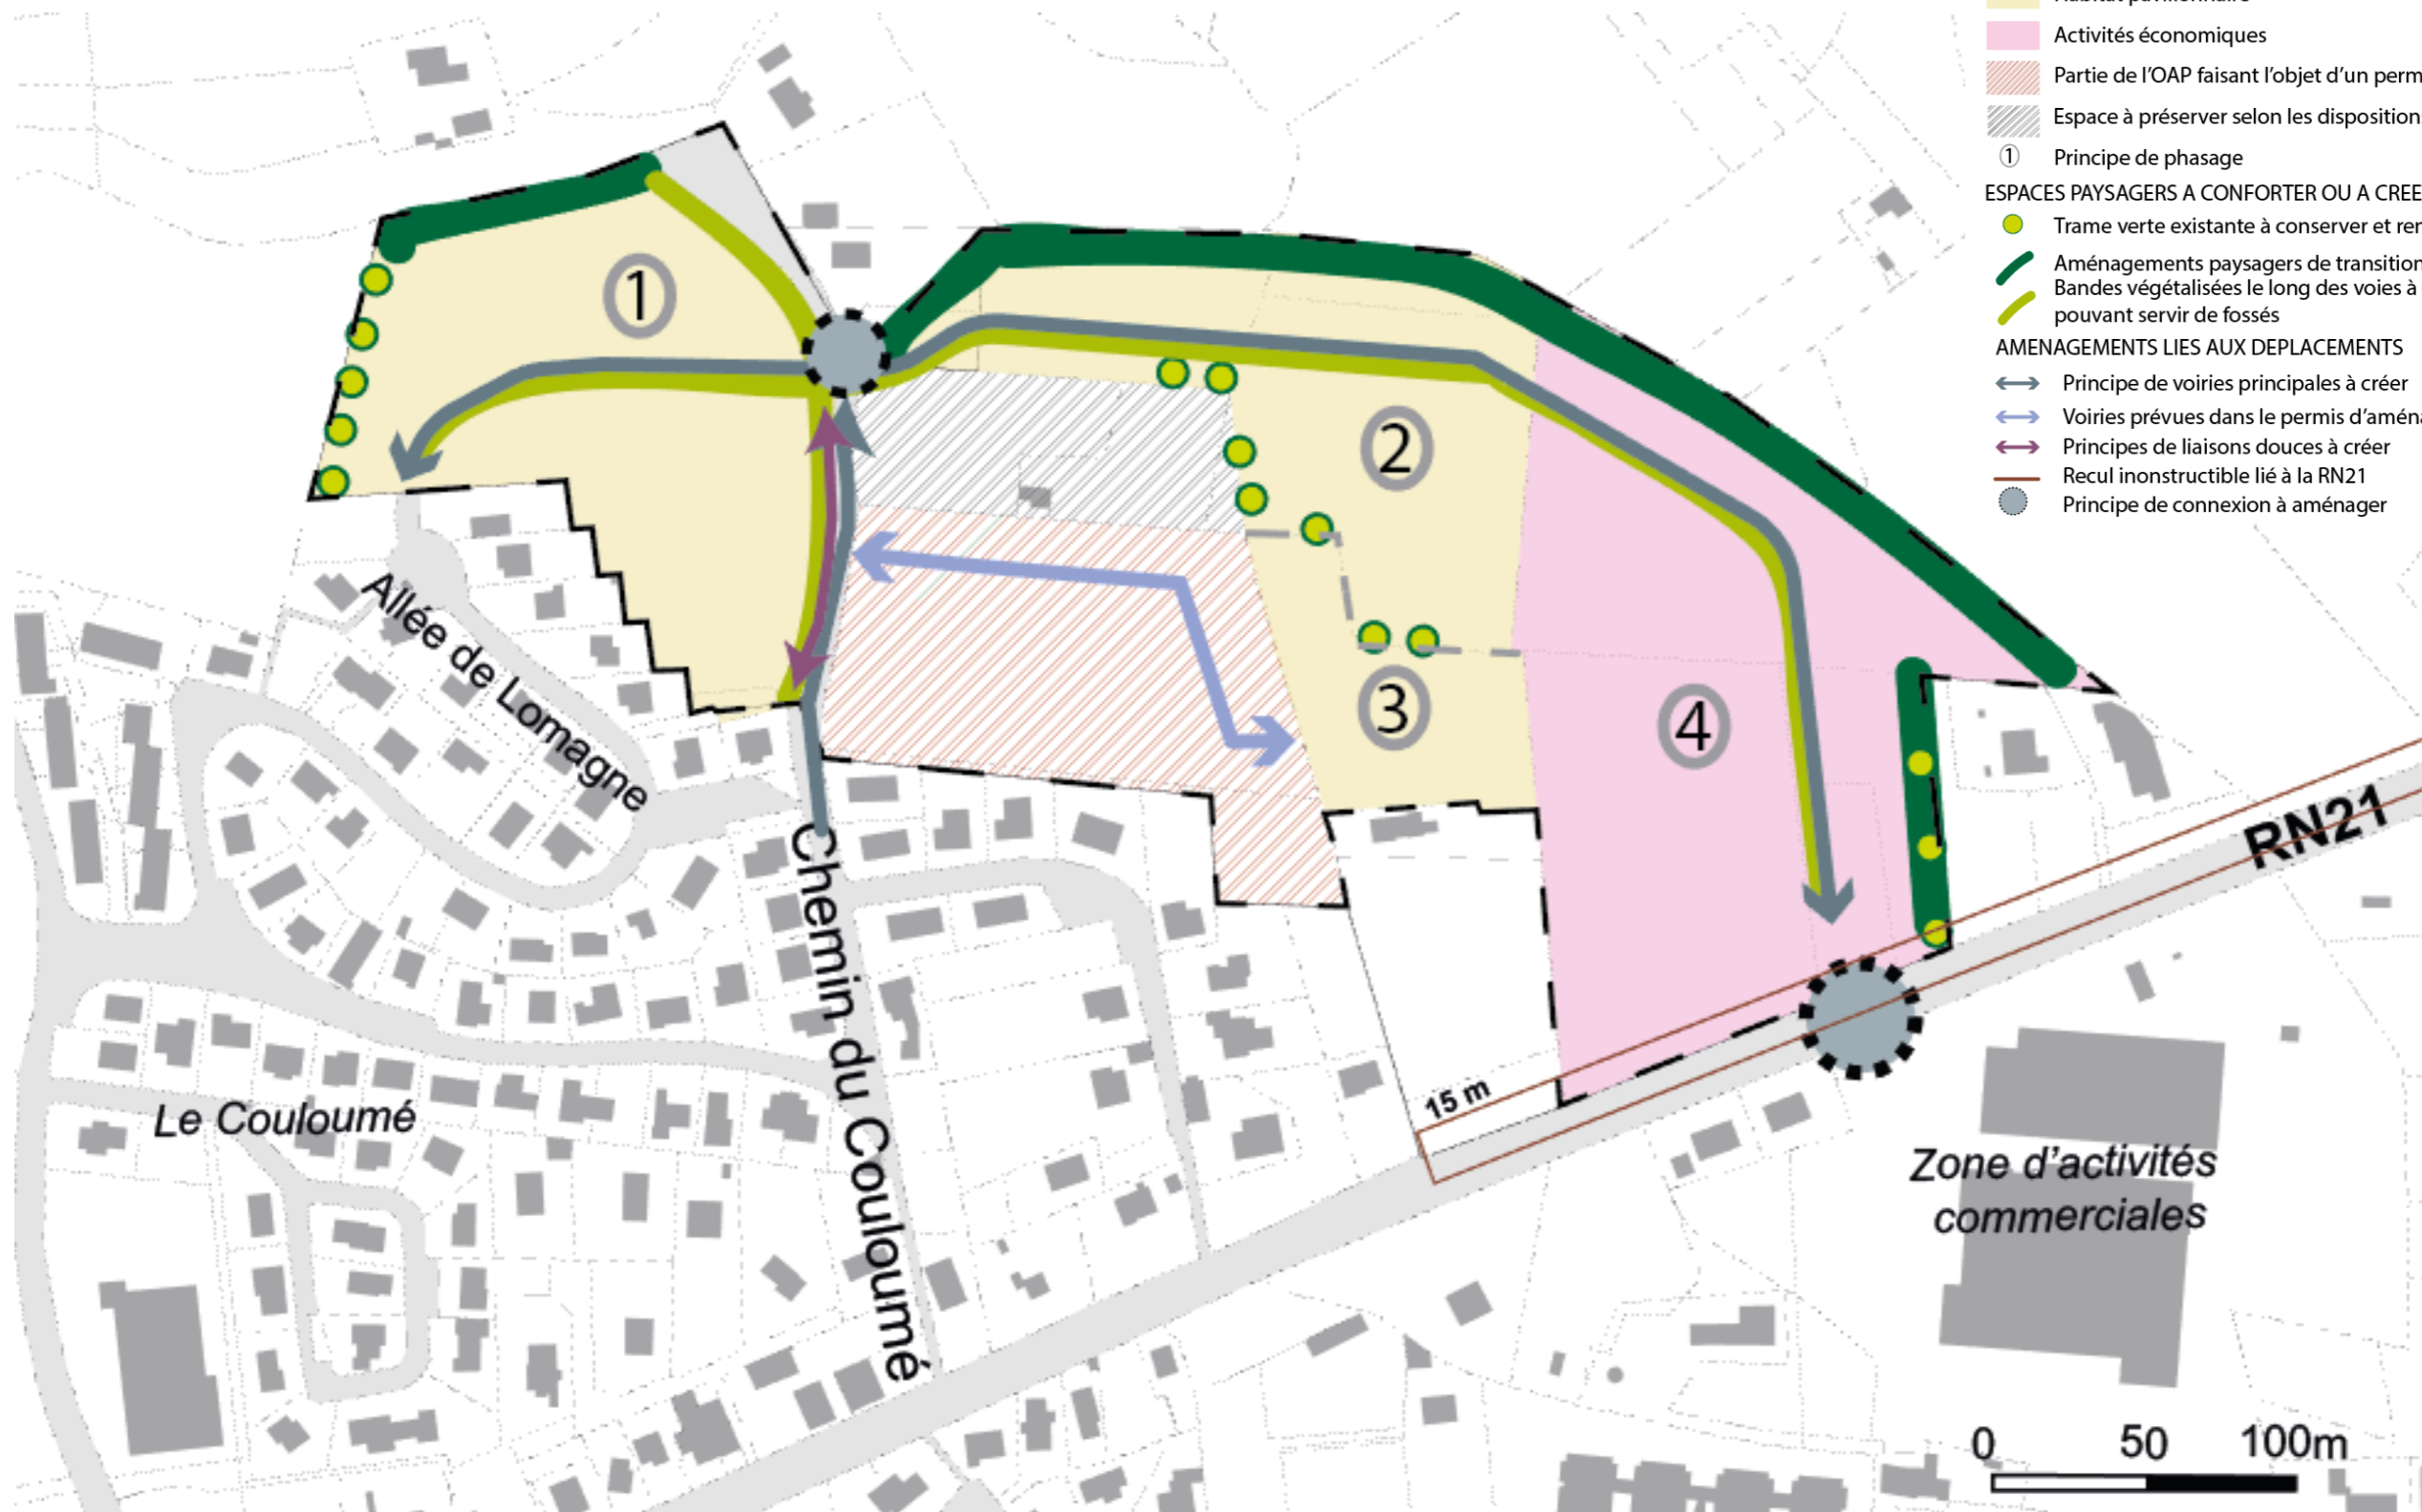 Habitat pavillonnaire
Activités économiques
Partie de l'OAP faisant l'objet d'un perm
Espace à préserver selon les disposition
1 Principe de phasage
ESPACES PAYSAGERS A CONFORTER OU A CREE
Trame verte existante à conserver et ren
Aménagements paysagers de transition
Bandes végétalisées le long des voies à
pouvant servir de fossés
AMENAGEMENTS LIES AUX DEPLACEMENTS
Principe de voiries principales à créer
Voiries prévues dans le permis d'aména
Principes de liaisons douces à créer
Recul inonstructible lié à la RN21
Principe de connexion à aménager
1
2
3
4
Allée de Lomagne
Chemin du Couloumé
RN21
15 m
Le Couloumé
Zone d'activités
commerciales
0 50 100m